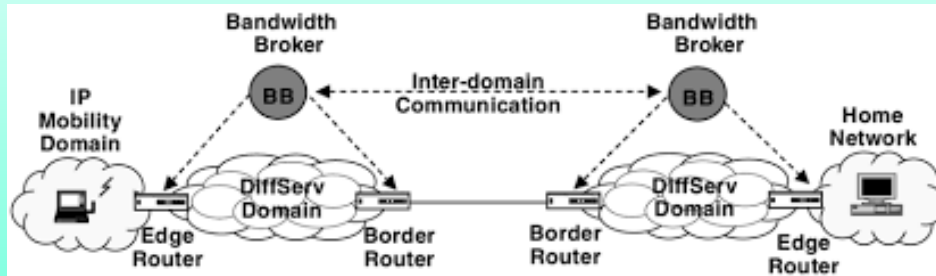 Bandwidth
Broker
Bandwidth
Broker
BB
Inter-domain
Communication
BB
IP
Mobility
Domain
Home
Network
DiffServ
Domain
DiffServ
Domain
Edge
Router
Border
Router
Border
Router
Edge
Router